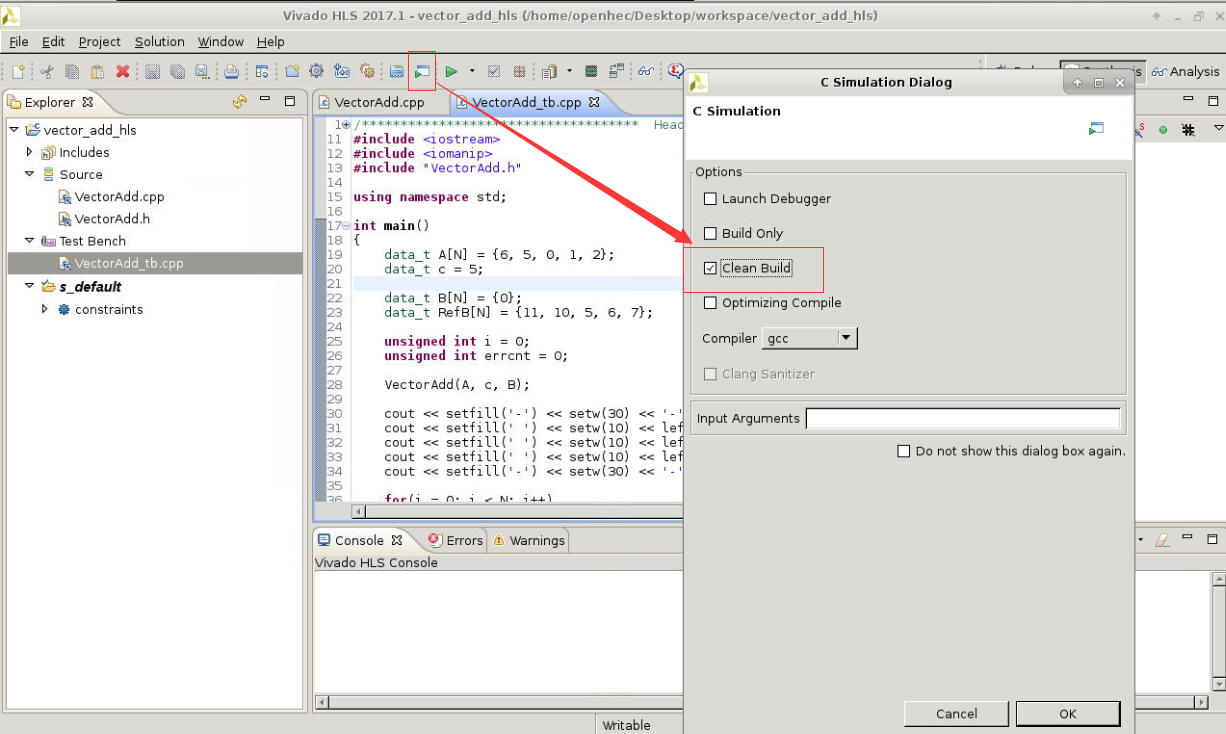 Vivado HLS 2017.1 - vector_add_hls (/home/openhec/Desktop/workspace/vector_add_hls)
File Edit Project Solution Window Help
Analysis
Explorer
vector_add_hls
Includes
Source
VectorAdd.cpp
VectorAdd.h
Test Bench
VectorAdd_tb.cpp
s_default
constraints
VectorAdd.cpp VectorAdd_tb.cpp
1 /*********************************** Head
11 #include <iostream>
12 #include <iomanip>
13 #include "VectorAdd.h"
14
15 using namespace std;
16
17 int main()
18 {
19 data_t A[N] = {6, 5, 0, 1, 2};
20 data_t c = 5;
21
22 data_t B[N] = {0};
23 data_t RefB[N] = {11, 10, 5, 6, 7};
24
25 unsigned int i = 0;
26 unsigned int errcnt = 0;
27
28 VectorAdd(A, c, B);
29
30 cout << setfill('-') << setw(30) << '-'
31 cout << setfill(' ') << setw(10) << lef
32 cout << setfill(' ') << setw(10) << lef
33 cout << setfill(' ') << setw(10) << lef
34 cout << setfill('-') << setw(30) << '-'
35
36 for(i = 0; i < N; i++)
Console Errors Warnings
Vivado HLS Console
Writable
C Simulation Dialog
C Simulation
Options
Launch Debugger
Build Only
Clean Build
Optimizing Compile
Compiler gcc
Clang Sanitizer
Input Arguments
Do not show this dialog box again.
Cancel OK